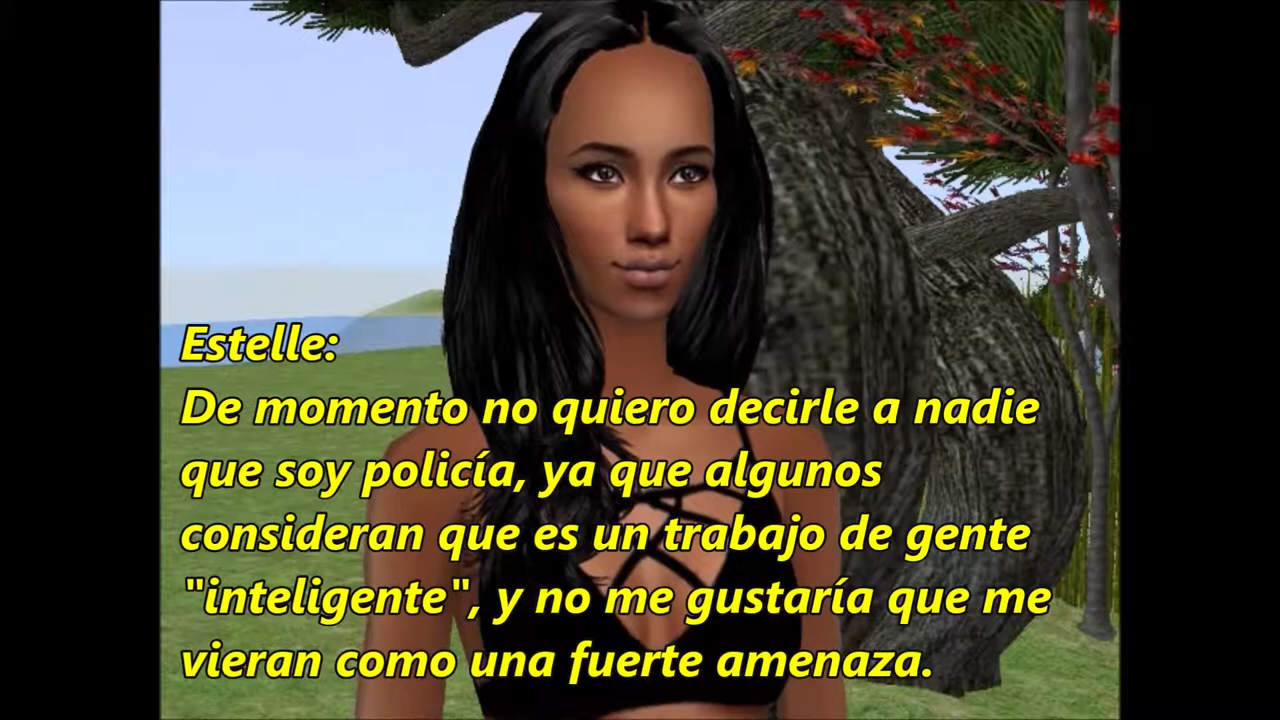 Estelle:
De momento no quiero decirle a nadie
que soy policía, ya que algunos
consideran que es un trabajo de gente
"inteligente", y no me gustaría que me
vieran como una fuerte amenaza.